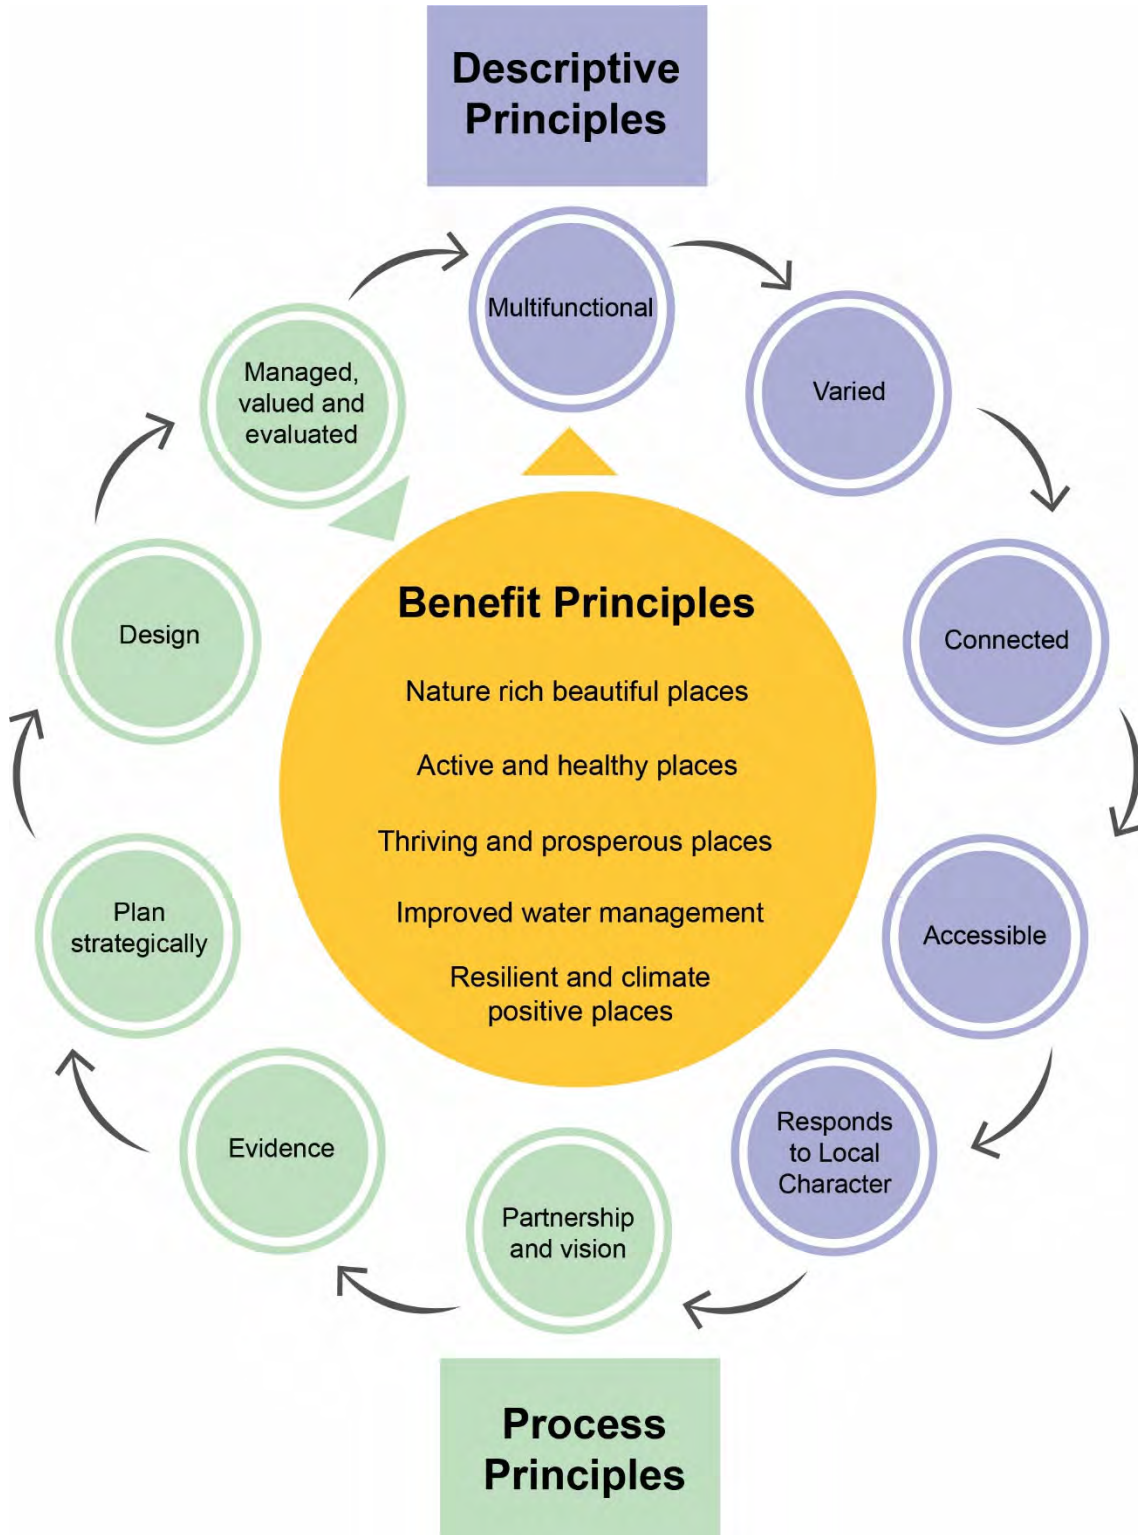 Descriptive
Principles
Multifunctional
Varied
Connected
Accessible
Responds
to Local
Character
Partnership
and vision
Evidence
Plan
strategically
Design
Managed,
valued and
evaluated
Benefit Principles
Nature rich beautiful places
Active and healthy places
Thriving and prosperous places
Improved water management
Resilient and climate
positive places
Process
Principles